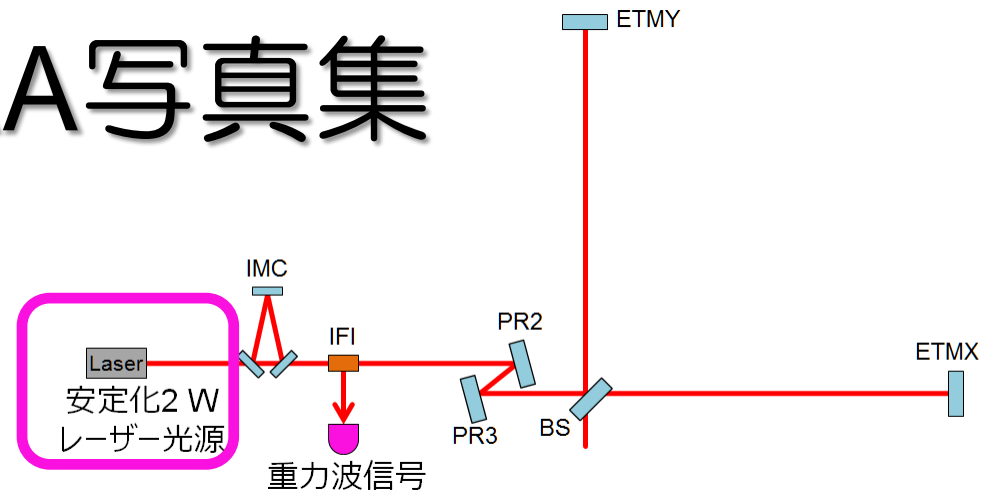 A写真集
ETMY
IMC
IFI
PR2
ETMX
Laser
安定化2 W
レーザー光源
PR3
BS
重力波信号